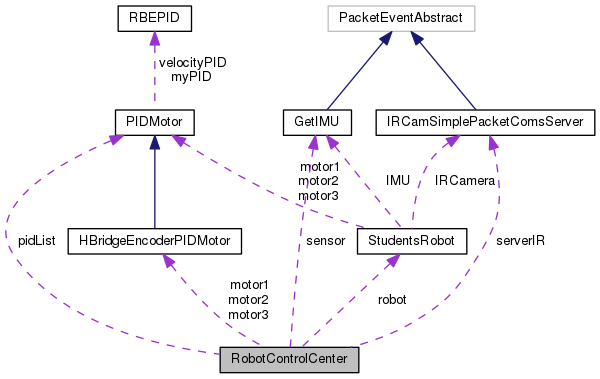 RBEPID
PacketEventAbstract
velocityPID
myPID
PIDMotor
GetIMU
IRCamSimplePacketComsServer
motor1
motor2
motor3
IMU
IRCamera
pidList
HBridgeEncoderPIDMotor
sensor
StudentsRobot
serverIR
motor1
motor2
motor3
robot
RobotControlCenter